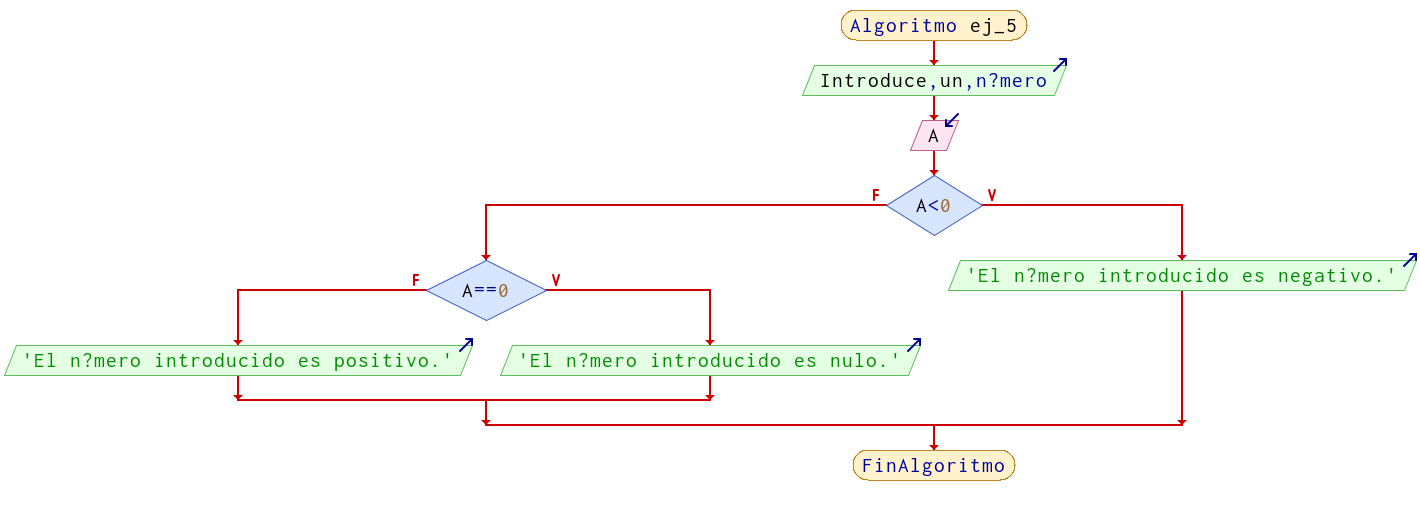 Algoritmo ej_5
Introduce,un,n?mero
A
F
A<0
V
F
A==0
V
'El n?mero introducido es negativo.'
'El n?mero introducido es positivo.'
'El n?mero introducido es nulo.'
FinAlgoritmo